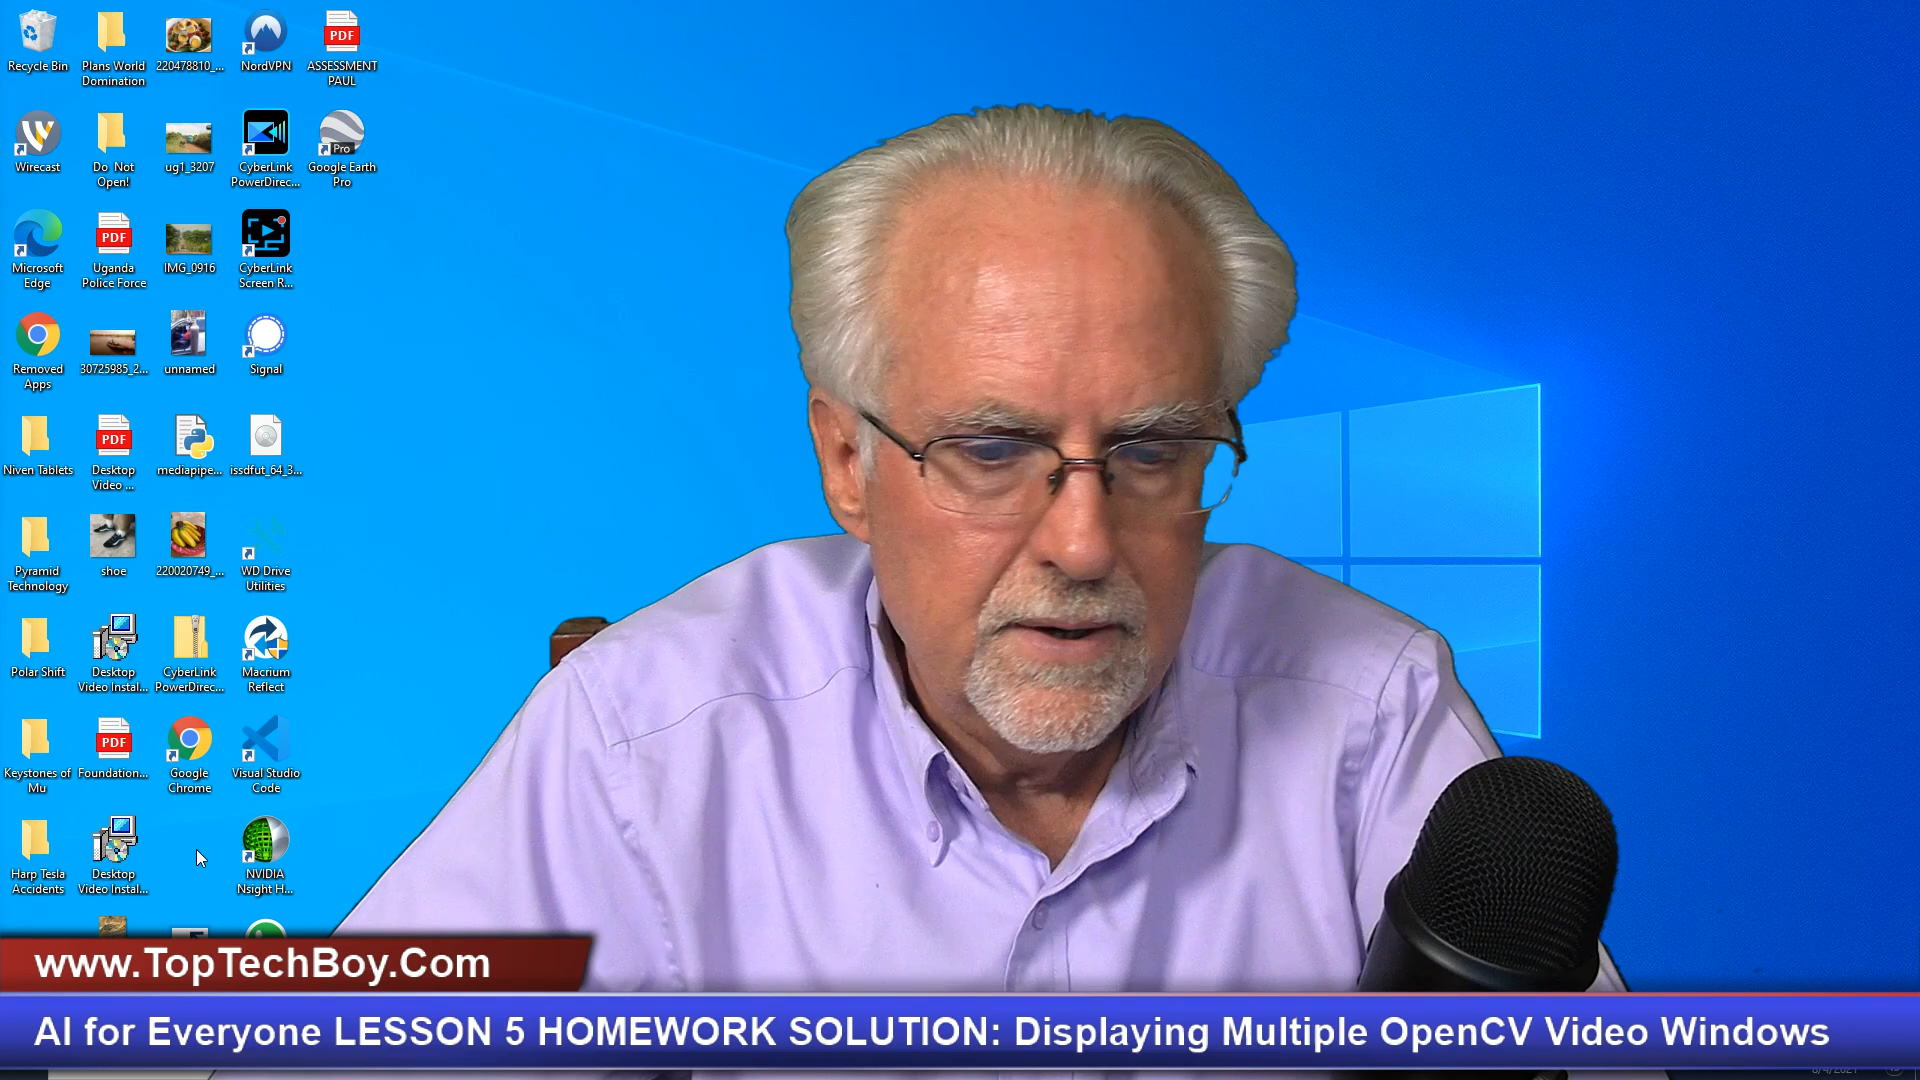 Recycle Bin
Plans World
Domination
220478810_...
NordVPN
PDF
ASSESSMENT
PAUL
Wirecast
Do Not
Open!
ug1_3207
CyberLink
PowerDirec...
Pro
Google Earth
Pro
Microsoft
Edge
PDF
Uganda
Police Force
IMG_0916
CyberLink
Screen R...
Removed
Apps
30725985_2...
unnamed
Signal
Niven Tablets
PDF
Desktop
Video ...
mediapipe...
issdfut_64_3...
Pyramid
Technology
shoe
220020749_...
WD Drive
Utilities
Polar Shift
Desktop
Video Instal...
CyberLink
PowerDirec...
Macrium
Reflect
Keystones of
Mu
PDF
Foundation...
Google
Chrome
Visual Studio
Code
Harp Tesla
Accidents
Desktop
Video Instal...
NVIDIA
Nsight H...
www.TopTechBoy.Com
AI for Everyone LESSON 5 HOMEWORK SOLUTION: Displaying Multiple OpenCV Video Windows